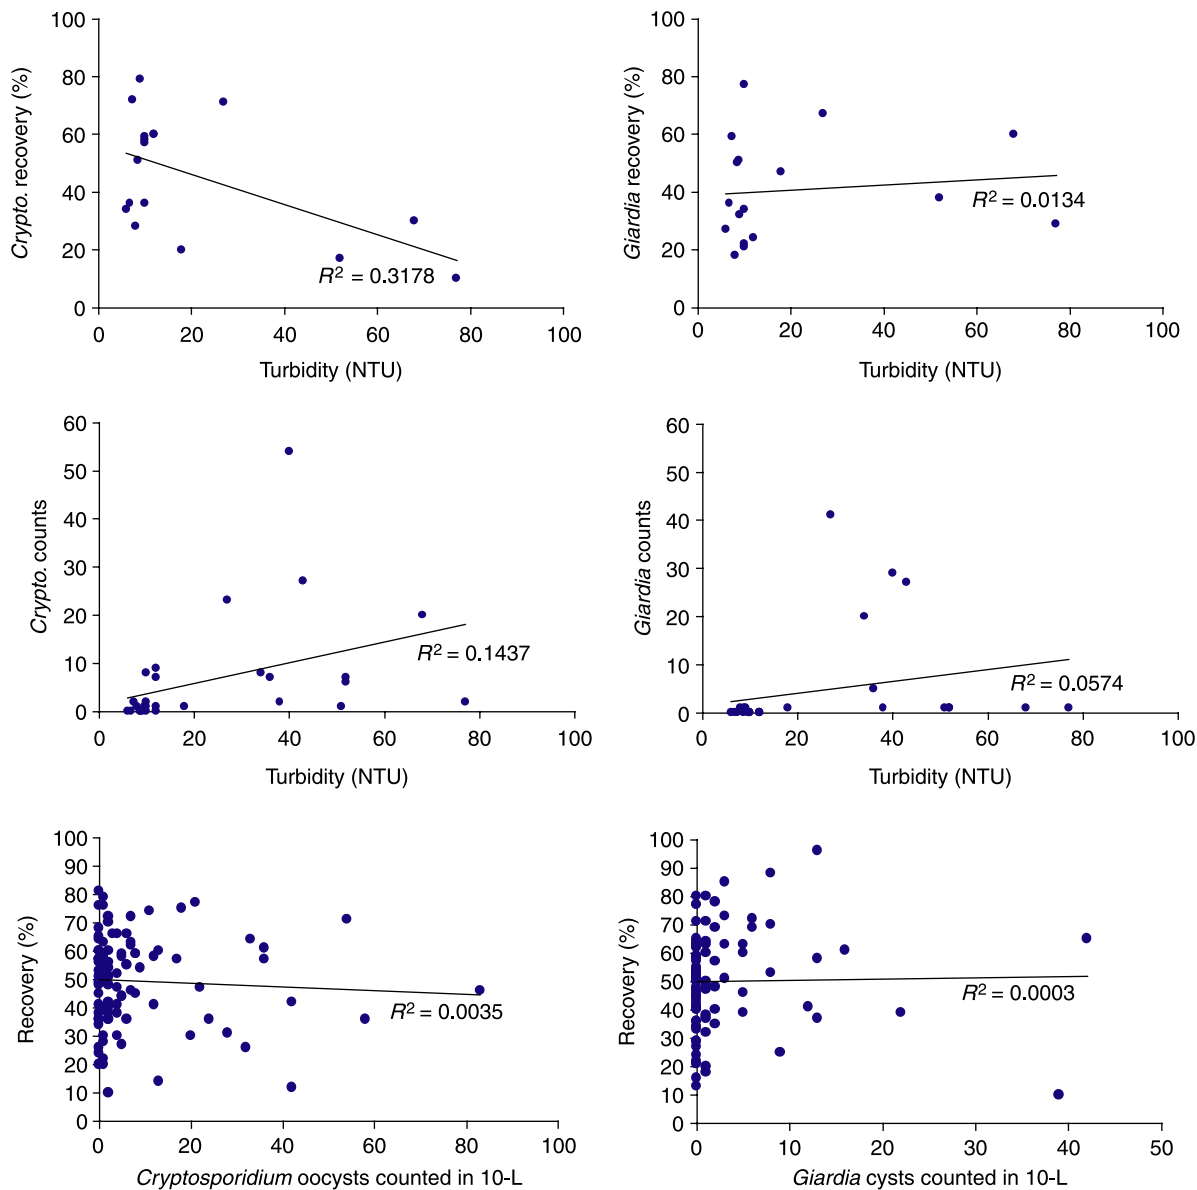 100
80
60
40
20
0
Crypto. recovery (%)
R² = 0.3178
0 20 40 60 80 100
Turbidity (NTU)
100
80
60
40
20
0
Giardia recovery (%)
R² = 0.0134
0 20 40 60 80 100
Turbidity (NTU)
60
50
40
30
20
10
0
Crypto. counts
R² = 0.1437
0 20 40 60 80 100
Turbidity (NTU)
60
50
40
30
20
10
0
Giardia counts
R² = 0.0574
0 20 40 60 80 100
Turbidity (NTU)
100
90
80
70
60
50
40
30
20
10
0
Recovery (%)
R² = 0.0035
0 20 40 60 80 100
Cryptosporidium oocysts counted in 10-L
100
90
80
70
60
50
40
30
20
10
0
Recovery (%)
R² = 0.0003
0 10 20 30 40 50
Giardia cysts counted in 10-L